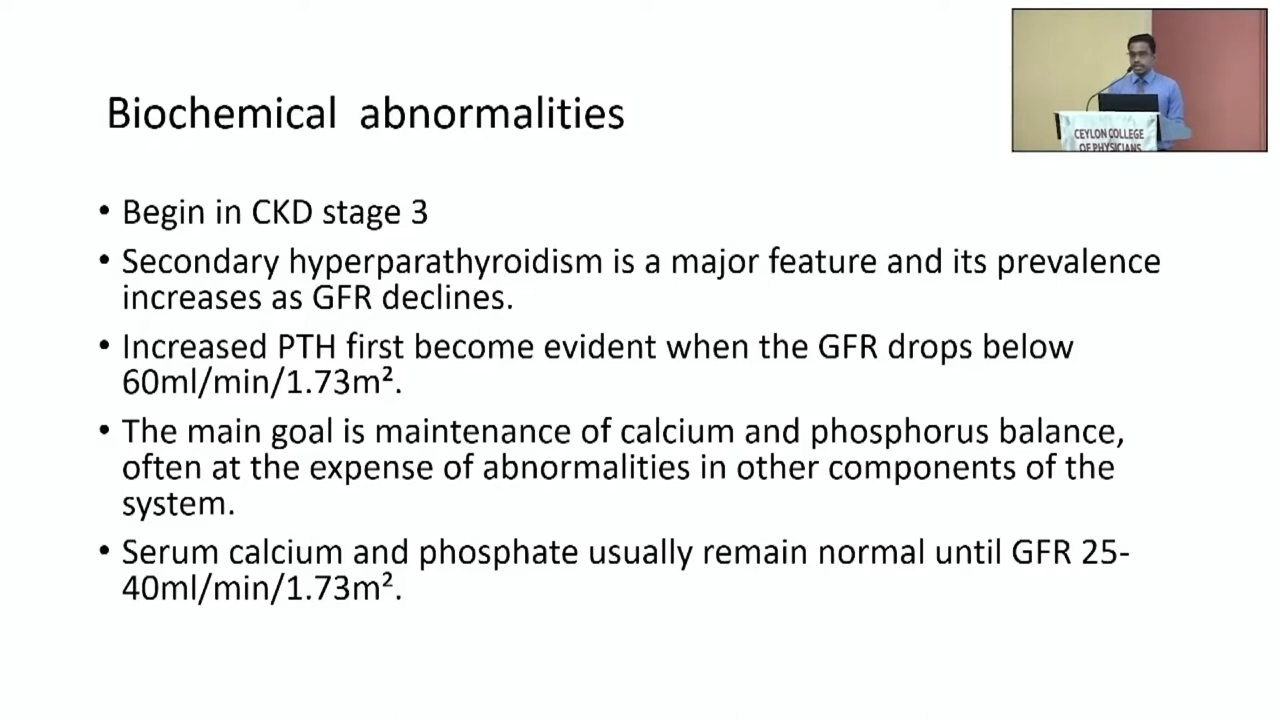 Biochemical abnormalities
CEYLON COLLEGE
OF PHYSICIANS
• Begin in CKD stage 3
• Secondary hyperparathyroidism is a major feature and its prevalence
increases as GFR declines.
• Increased PTH first become evident when the GFR drops below
60ml/min/1.73m².
• The main goal is maintenance of calcium and phosphorus balance,
often at the expense of abnormalities in other components of the
system.
• Serum calcium and phosphate usually remain normal until GFR 25-
40ml/min/1.73m².